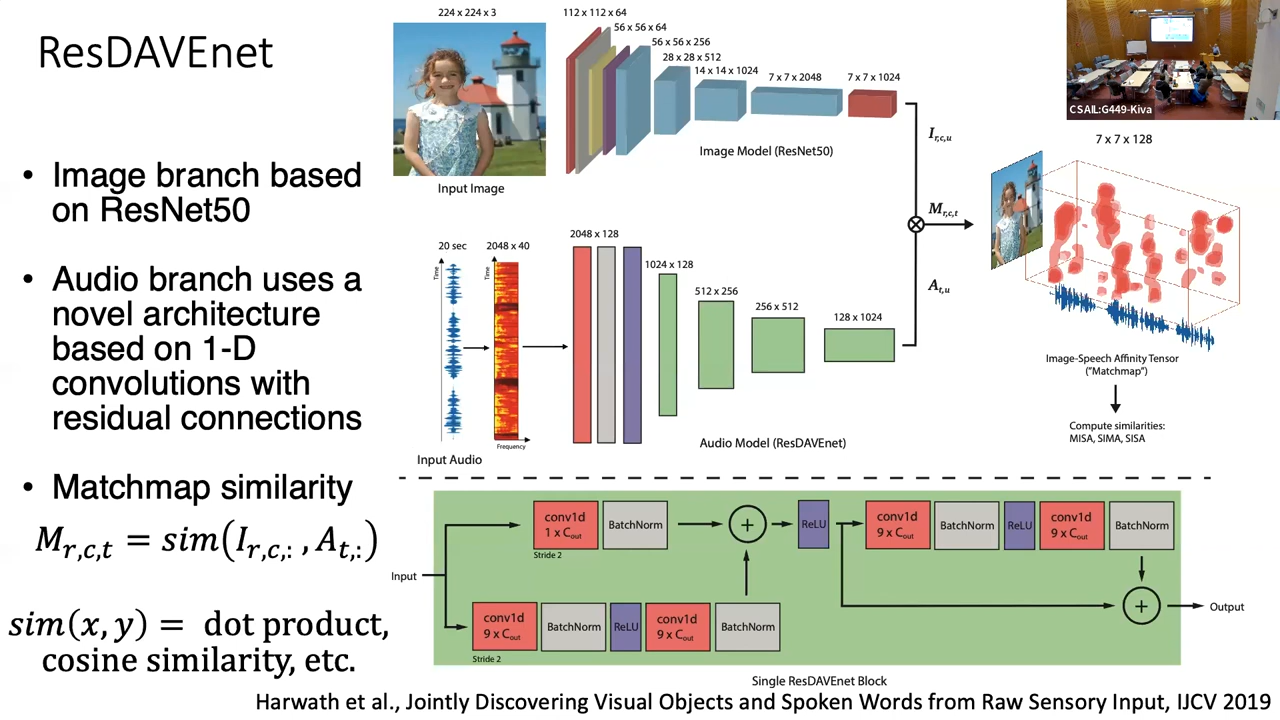 ResDAVEnet
• Image branch based
on ResNet50
• Audio branch uses a
novel architecture
based on 1-D
convolutions with
residual connections
• Matchmap similarity
M_{r,c,t} = sim(I_{r,c,:} , A_{t,:})
sim(x, y) = dot product,
cosine similarity, etc.
224 x 224 x 3
Input Image
112 x 112 x 64
56 x 56 x 64
56 x 56 x 256
28 x 28 x 512
14 x 14 x 1024
7 x 7 x 2048
7 x 7 x 1024
Image Model (ResNet50)
I_{r,c,u}
M_{r,c,t}
A_{t,u}
CSAIL:G449-Kiva
7 x 7 x 128
Image-Speech Affinity Tensor
("Matchmap")
Compute similarities:
MISA, SIMA, SISA
20 sec
Time
Input Audio
2048 x 40
Time
Frequency
2048 x 128
1024 x 128
512 x 256
256 x 512
128 x 1024
Audio Model (ResDAVEnet)
Input
conv1d
1 x C_out
Stride 2
BatchNorm
conv1d
9 x C_out
Stride 2
BatchNorm
ReLU
conv1d
9 x C_out
BatchNorm
+
ReLU
conv1d
9 x C_out
BatchNorm
ReLU
conv1d
9 x C_out
BatchNorm
+
Output
Single ResDAVEnet Block
Harwath et al., Jointly Discovering Visual Objects and Spoken Words from Raw Sensory Input, IJCV 2019